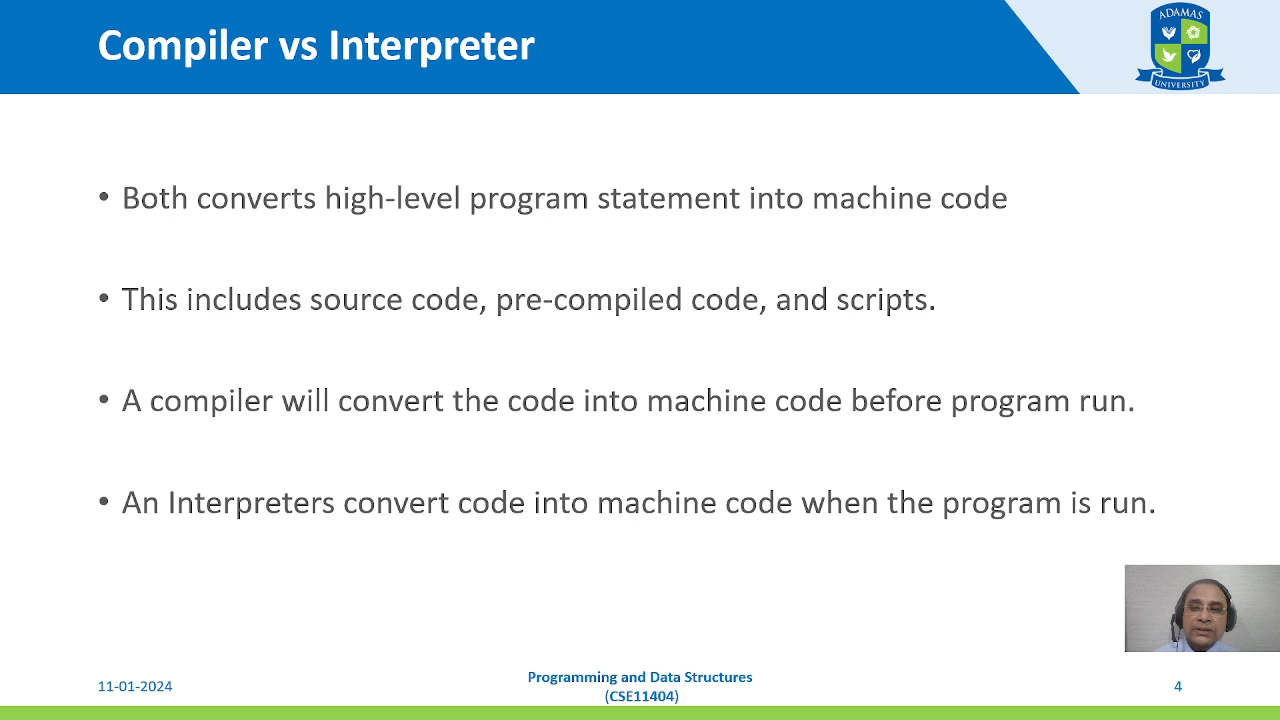 Compiler vs Interpreter
ADAMAS
UNIVERSITY
• Both converts high-level program statement into machine code
• This includes source code, pre-compiled code, and scripts.
• A compiler will convert the code into machine code before program run.
• An Interpreters convert code into machine code when the program is run.
11-01-2024
Programming and Data Structures
(CSE11404)
4